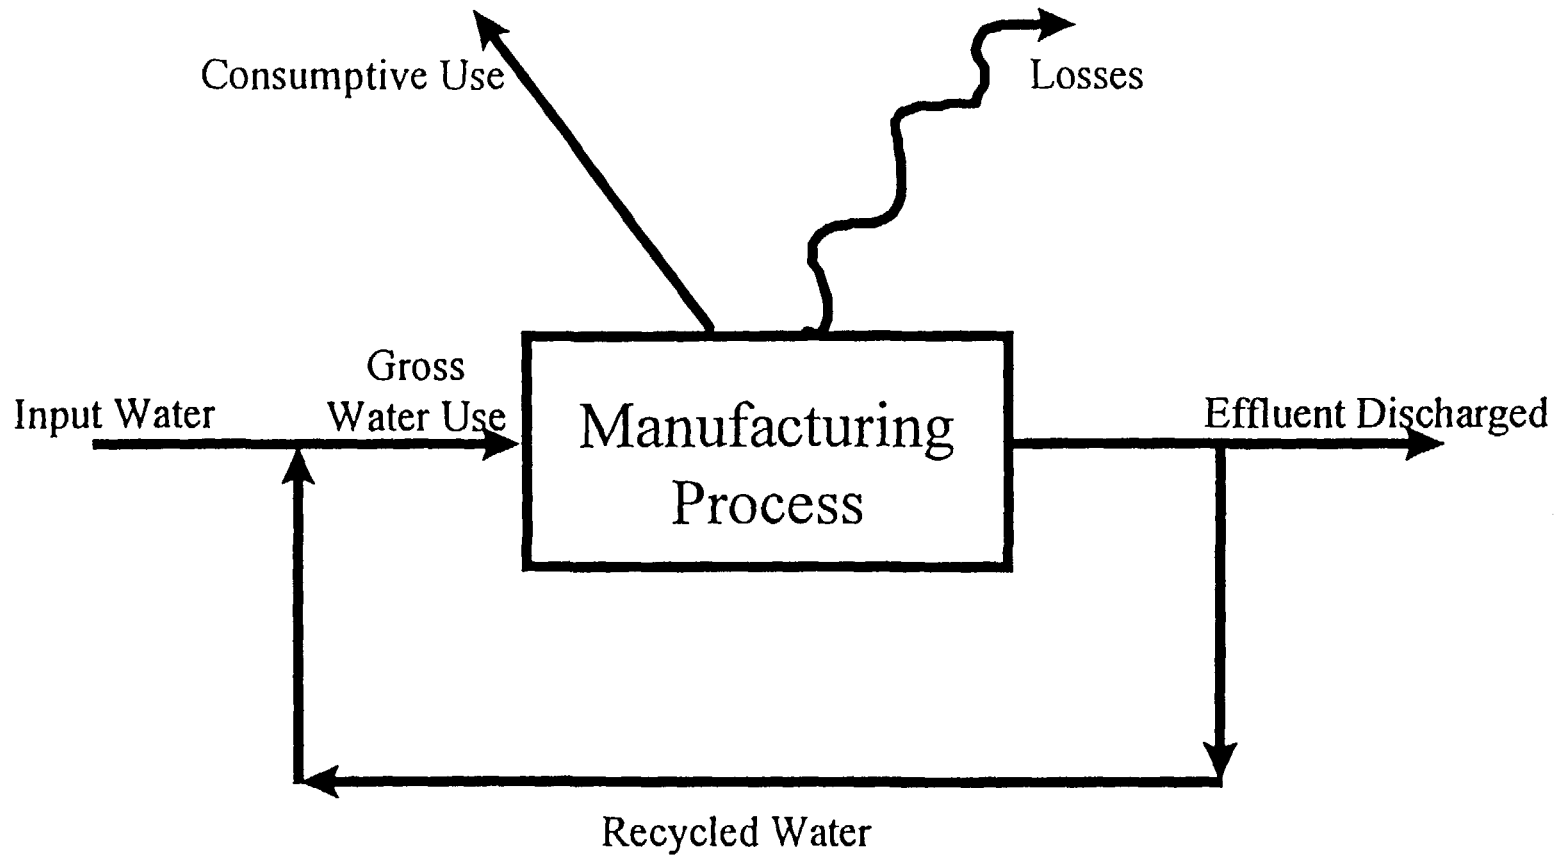 Consumptive Use
Losses
Gross
Water Use
Input Water
Manufacturing
Process
Effluent Discharged
Recycled Water